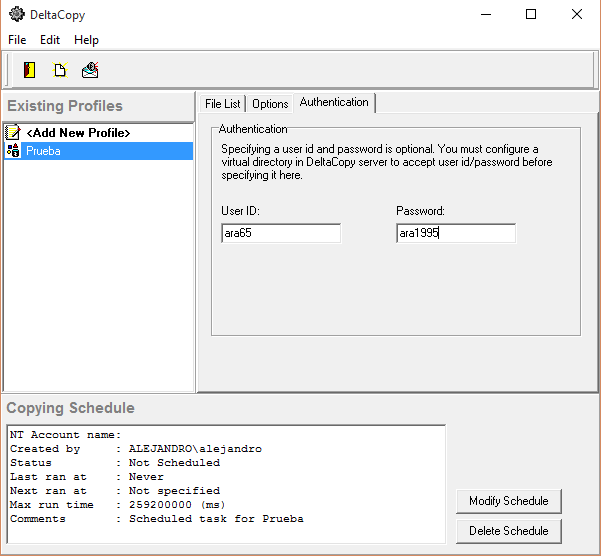 DeltaCopy
File Edit Help
Existing Profiles
<Add New Profile>
Prueba
File List Options Authentication
Authentication
Specifying a user id and password is optional. You must configure a
virtual directory in DeltaCopy server to accept user id/password before
specifying it here.
User ID: Password:
ara65 ara1995
Copying Schedule
NT Account name:
Created by : ALEJANDRO\alejandro
Status : Not Scheduled
Last ran at : Never
Next ran at : Not specified
Max run time : 259200000 (ms)
Comments : Scheduled task for Prueba
Modify Schedule
Delete Schedule